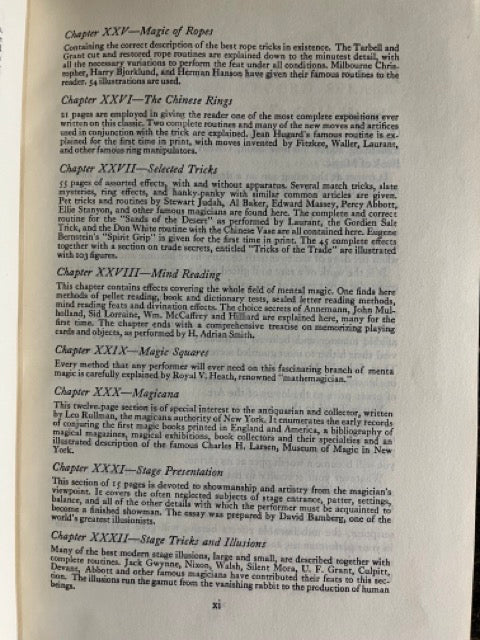 Chapter XXV—Magic of Ropes
Containing the correct description of the best rope tricks in existence. The Tarbell and
Grant cut and restored rope routines are explained down to the minutest detail, with
all the necessary variations to perform the feat under all conditions. Milbourne Chris-
topher, Harry Bjorklund, and Herman Hanson have given their famous routines to the
reader. 54 illustrations are used.
Chapter XXVI—The Chinese Rings
21 pages are employed in giving the reader one of the most complete expositions ever
written on this classic. Two complete routines and many of the new moves and artifices
used in conjunction with the trick are explained. Jean Hugard's famous routine is ex-
plained for the first time in print, with moves invented by Fitzkee, Waller, Laurant,
and other famous ring manipulators.
Chapter XXVII—Selected Tricks
55 pages of assorted effects, with and without apparatus. Several match tricks, slate
mysteries, ring effects, and hanky-panky with similar common articles are given.
Pet tricks and routines by Stewart Judah, Al Baker, Edward Massey, Percy Abbott,
Elfie Stanyon, and other famous magicians are found here. The complete and correct
routine for the "Sands of the Desert" as performed by Laurant, the Gordien Sale
Trick, and the Don White routine with the Chinese Vase are all contained here. Eugene
Bernstein's "Spirit Grip" is given for the first time in print. The 45 complete effects
together with a section on trade secrets, entitled "Tricks of the Trade" are illustrated
with 103 figures.
Chapter XXVIII—Mind Reading
This chapter contains effects covering the whole field of mental magic. One finds here
methods of pellet reading, book and dictionary tests, sealed letter reading methods,
mind reading feats and divination effects. The choice secrets of Annemann, John Mul-
holland, Sid Lorraine, Wm. McCaffrey and Hilliard are explained here, many for the
first time. The chapter ends with a comprehensive treatise on memorizing playing
cards and objects, as performed by H. Adrian Smith.
Chapter XXIX—Magic Squares
Every method that any performer will ever need on this fascinating branch of menta
magic is carefully explained by Royal V. Heath, renowned "mathemagician."
Chapter XXX—Magicana
This twelve-page section is of special interest to the antiquarian and collector, written
by Leo Rullman, the magicana authority of New York. It enumerates the early records
of conjuring the first magic books printed in England and America, a bibliography of
magical magazines, magical exhibitions, book collectors and their specialties and an
illustrated description of the famous Charles H. Larsen, Museum of Magic in New
York.
Chapter XXXI—Stage Presentation
This section of 15 pages is devoted to showmanship and artistry from the magician's
viewpoint. It covers the often neglected subjects of stage entrance, patter, settings,
balance, and all of the other details with which the performer must be acquainted to
become a finished showman. The essay was prepared by David Bamberg, one of the
world's greatest illusionists.
Chapter XXXII—Stage Tricks and Illusions
Many of the best modern stage illusions, large and small, are described together with
complete routines. Jack Gwynne, Nixon, Walsh, Silent Mora, U. F. Grant, Culpitt,
Devant, Abbott and other famous magicians have contributed their feats to this sec-
tion. The illusions run the gamut from the vanishing rabbit to the production of human
beings.
xi